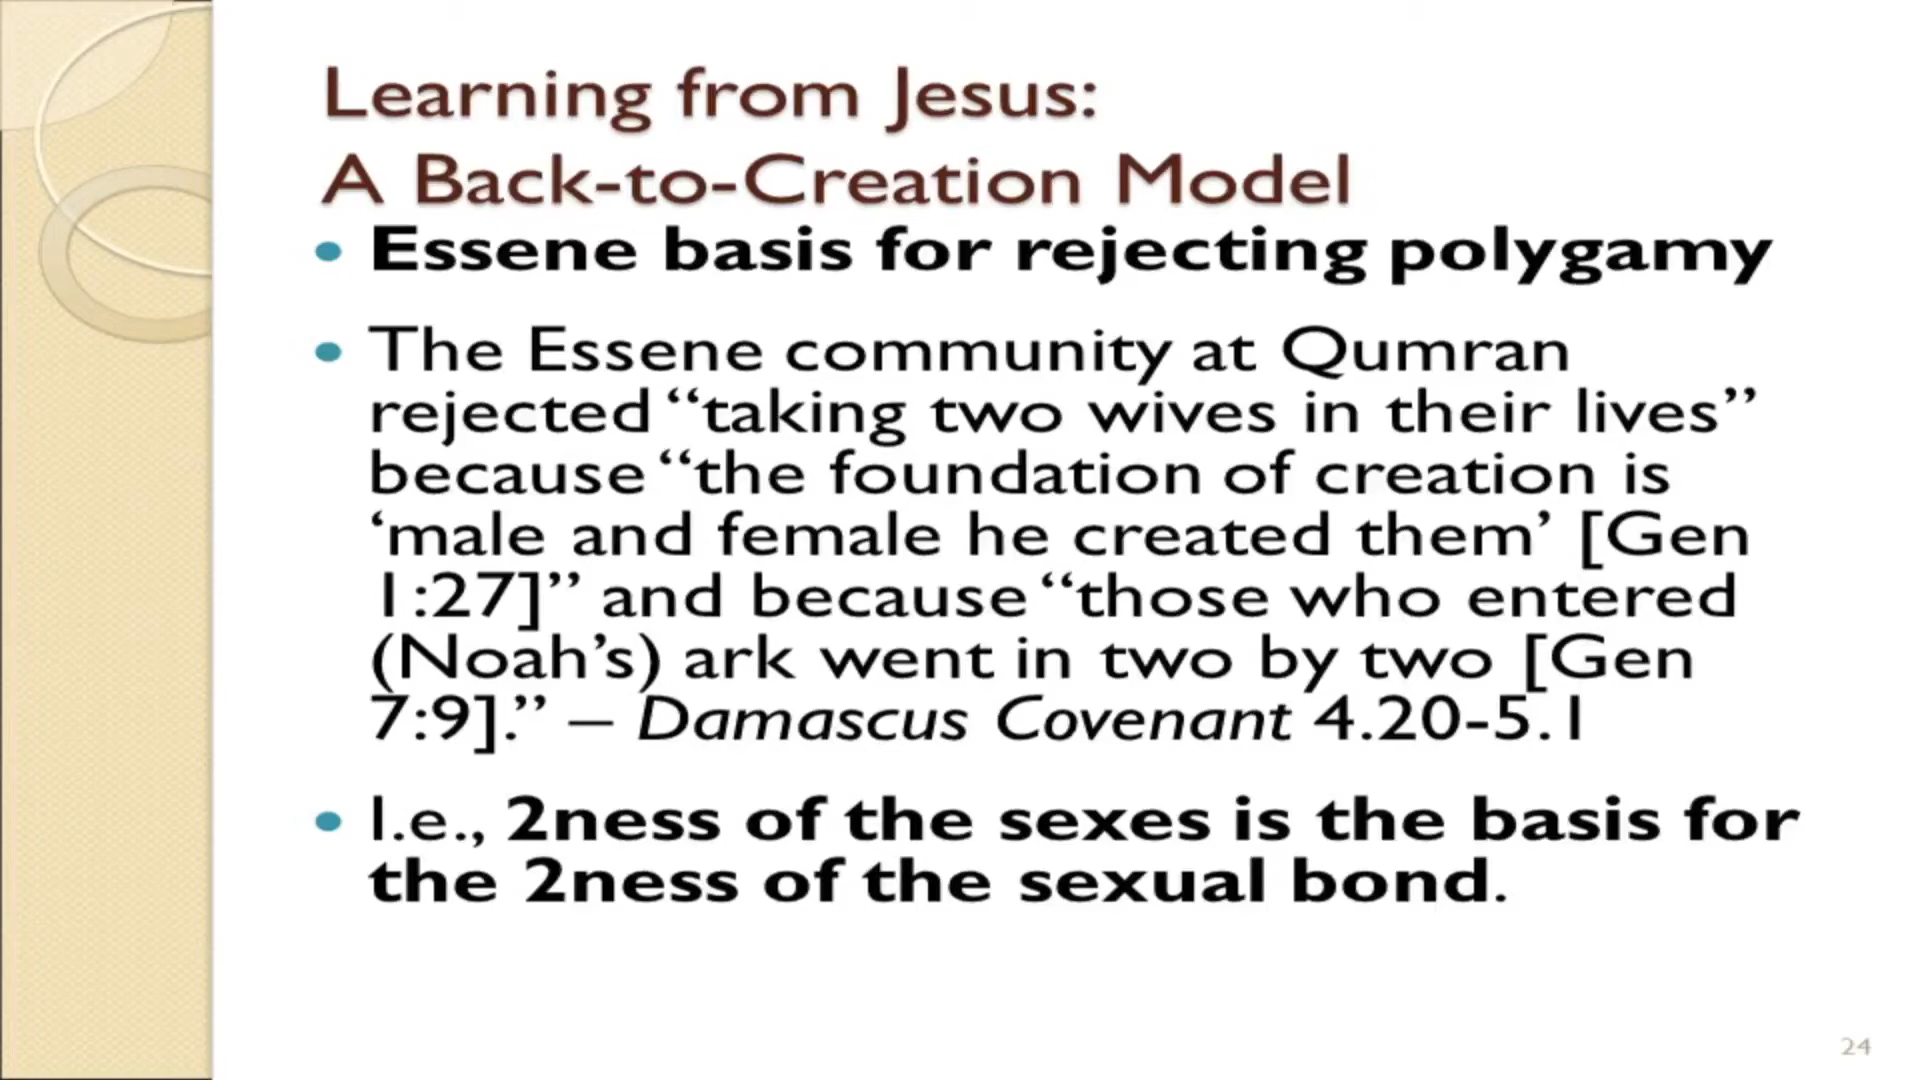 Learning from Jesus:
A Back-to-Creation Model
• Essene basis for rejecting polygamy
• The Essene community at Qumran
rejected “taking two wives in their lives”
because “the foundation of creation is
‘male and female he created them’ [Gen
1:27]” and because “those who entered
(Noah’s) ark went in two by two [Gen
7:9].” – Damascus Covenant 4.20-5.1
• I.e., 2ness of the sexes is the basis for
the 2ness of the sexual bond.
24